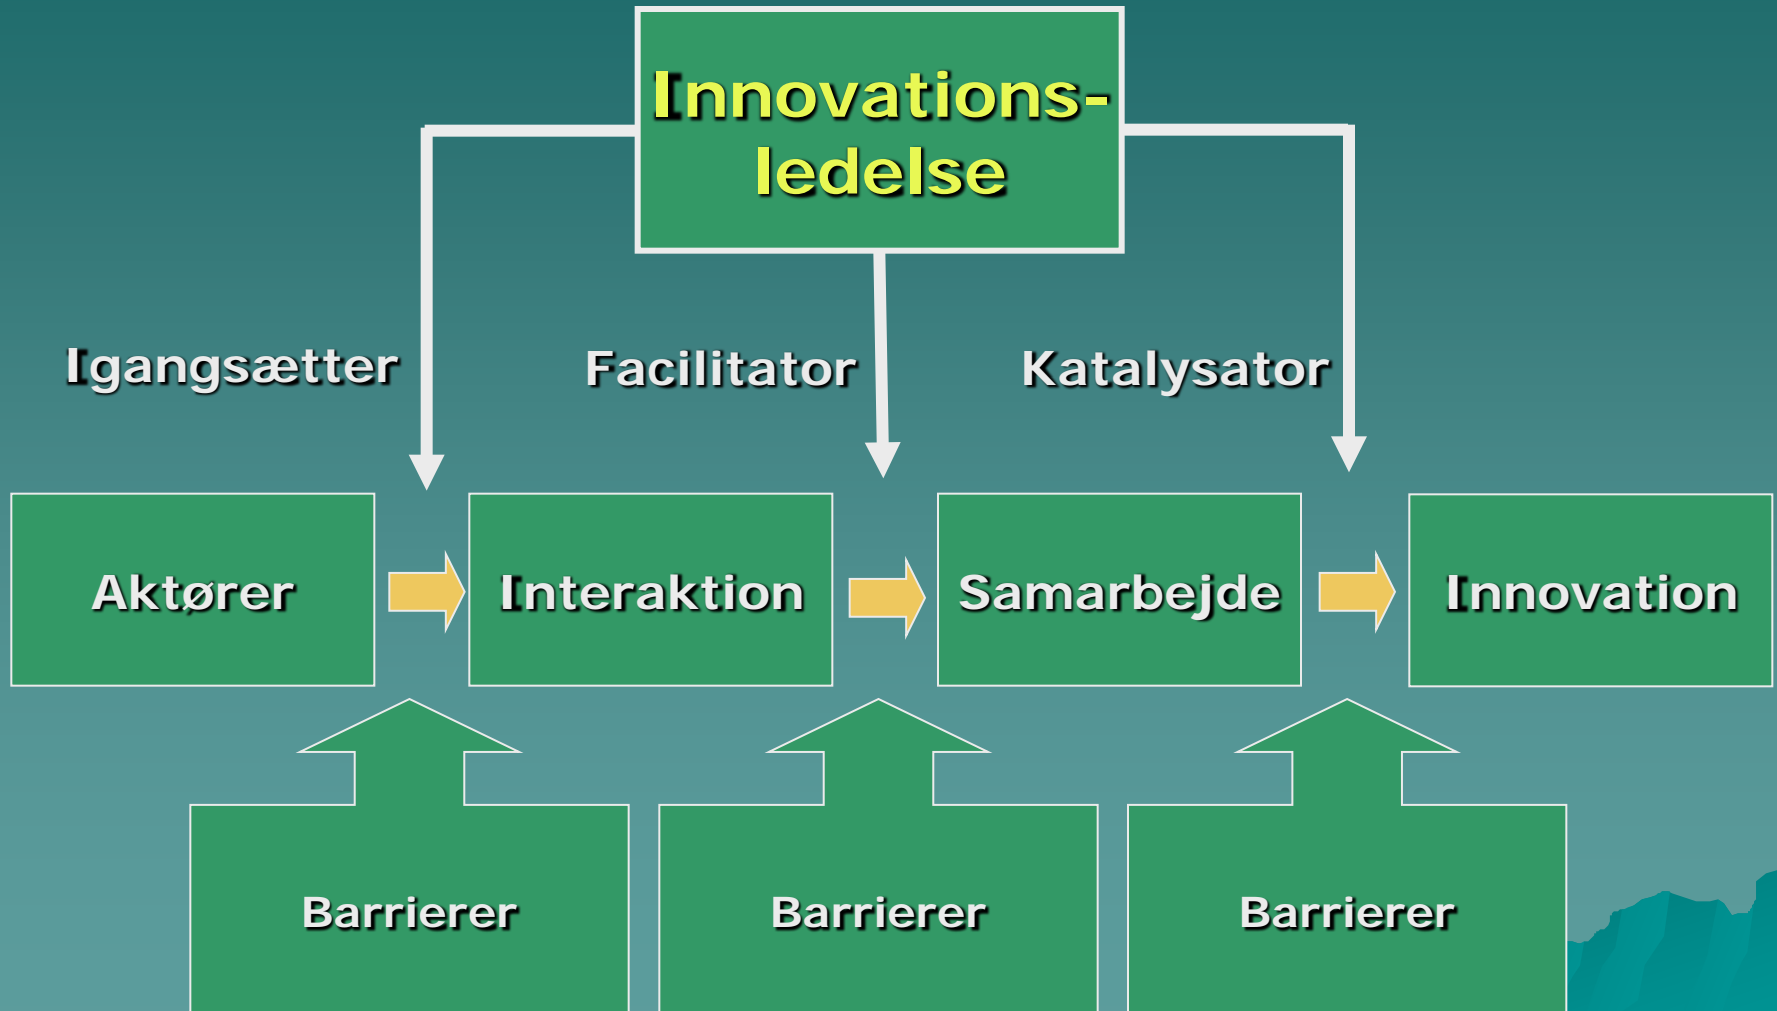 Innovations-
ledelse
Igangsætter
Facilitator
Katalysator
Aktører
Interaktion
Samarbejde
Innovation
Barrierer
Barrierer
Barrierer